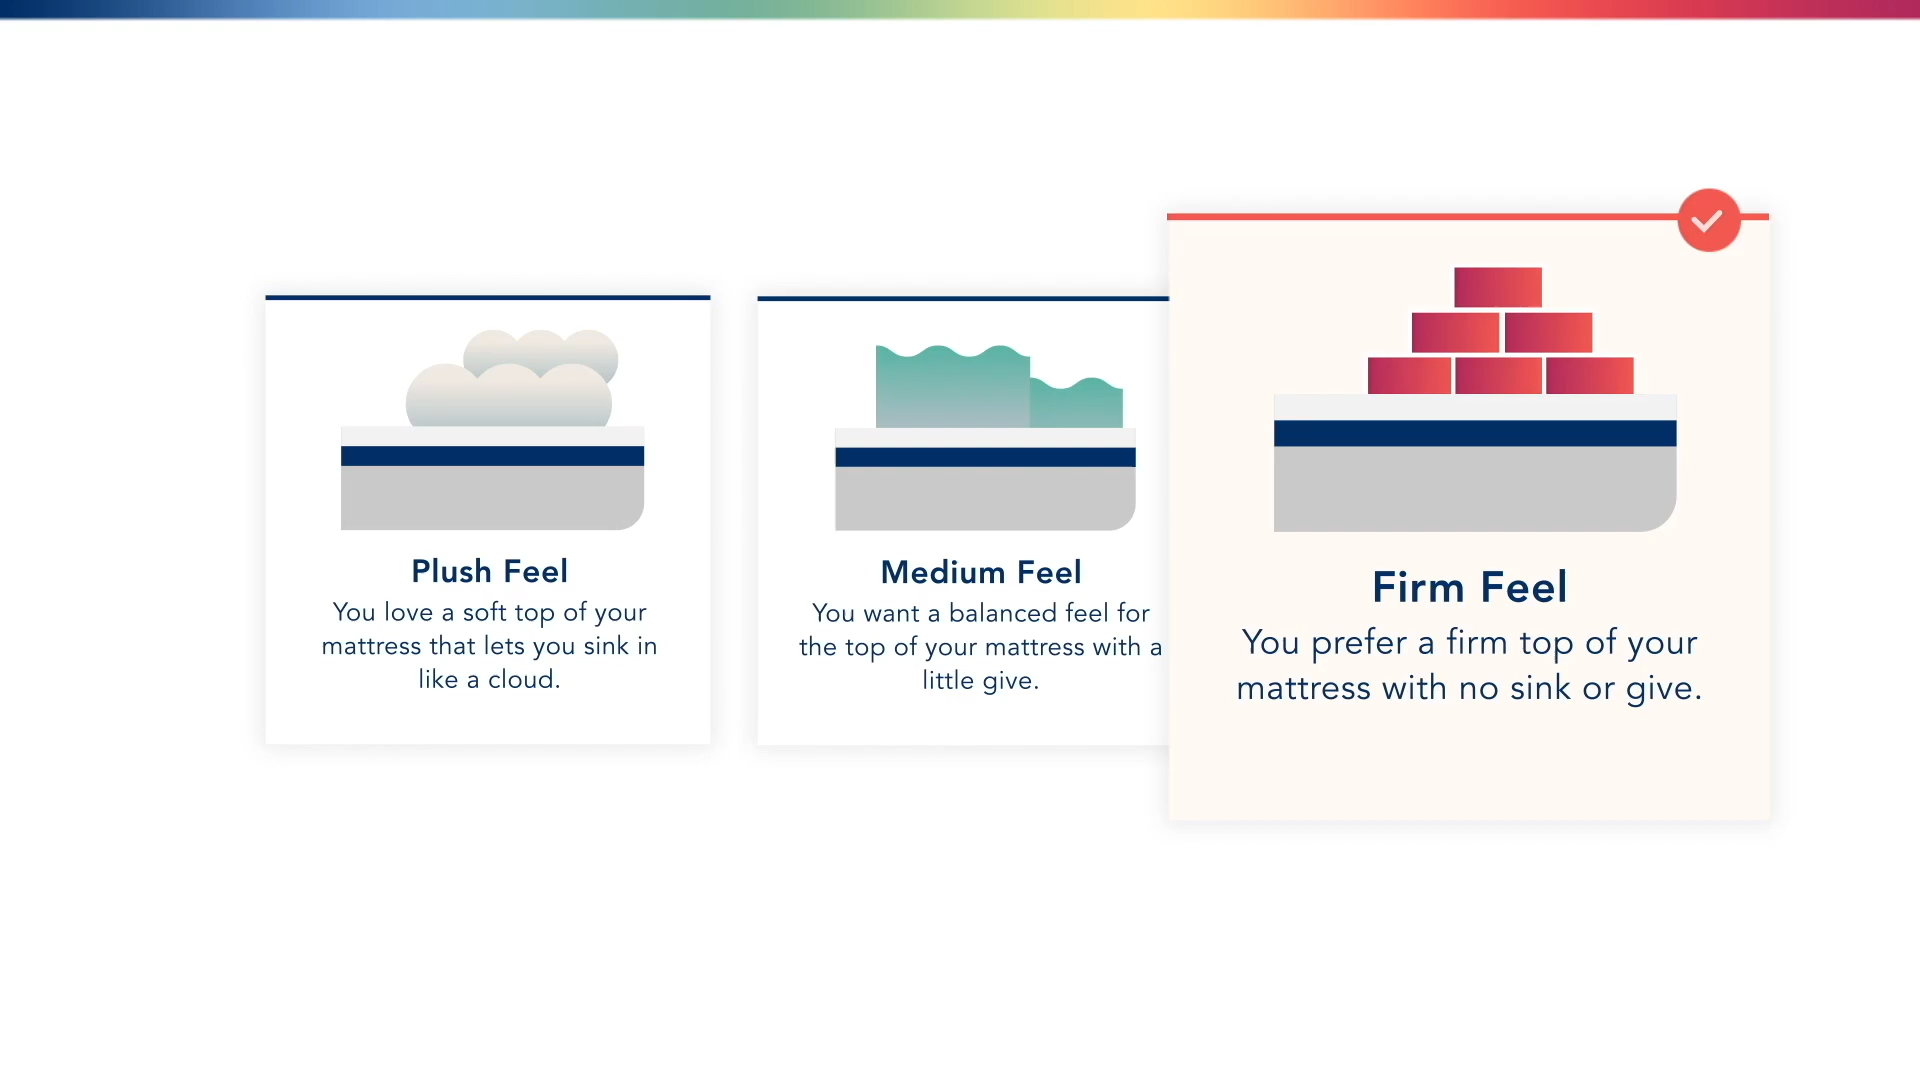 Plush Feel
You love a soft top of your
mattress that lets you sink in
like a cloud.
Medium Feel
You want a balanced feel for
the top of your mattress with a
little give.
Firm Feel
You prefer a firm top of your
mattress with no sink or give.